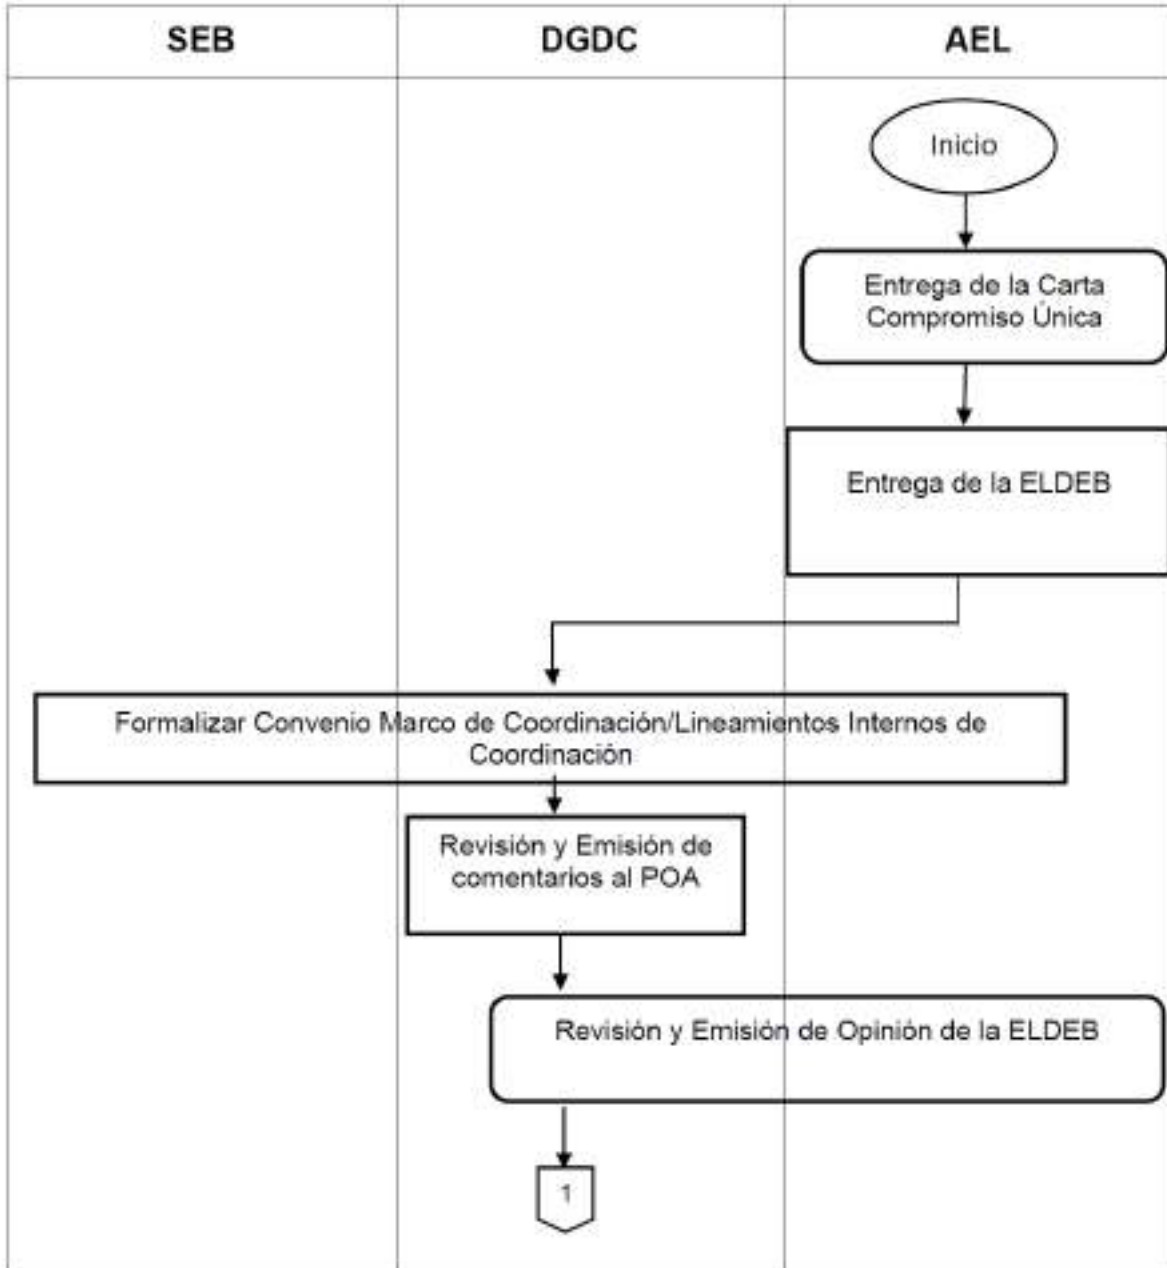 SEB
DGDC
AEL
Inicio
Entrega de la Carta
Compromiso Única
Entrega de la ELDEB
Formalizar Convenio Marco de Coordinación/Lineamientos Internos de
Coordinación
Revisión y Emisión de
comentarios al POA
Revisión y Emisión de Opinión de la ELDEB
1